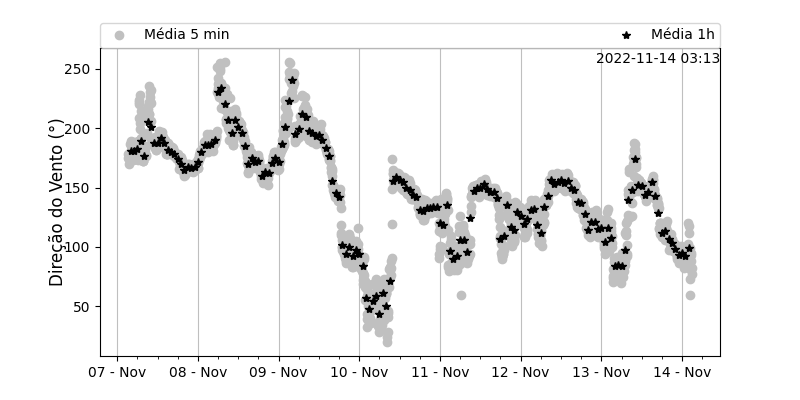 Média 5 min
Média 1h
2022-11-14 03:13
Direção do Vento (°)
250
200
150
100
50
07 - Nov
08 - Nov
09 - Nov
10 - Nov
11 - Nov
12 - Nov
13 - Nov
14 - Nov